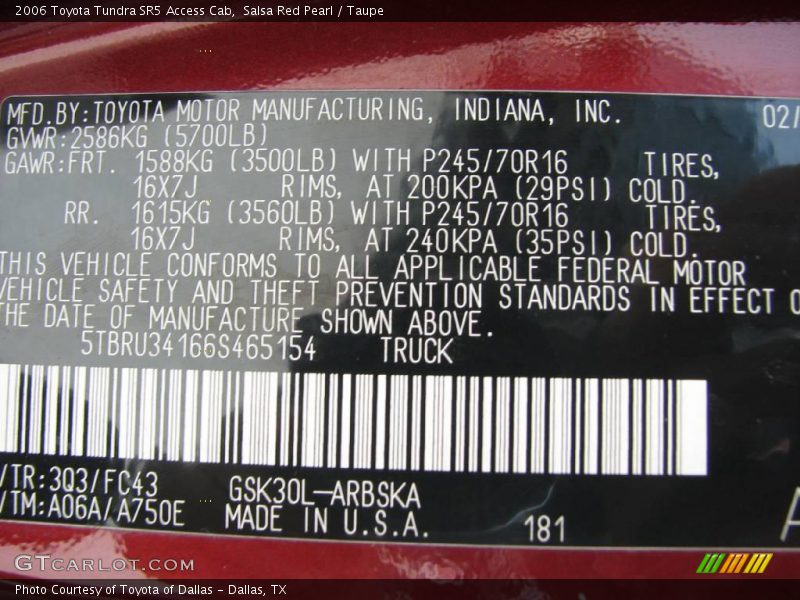 2006 Toyota Tundra SR5 Access Cab, Salsa Red Pearl / Taupe
MFD.BY:TOYOTA MOTOR MANUFACTURING, INDIANA, INC. 02/
GVWR:2586KG (5700LB)
GAWR:FRT. 1588KG (3500LB) WITH P245/70R16 TIRES,
16X7J RIMS, AT 200KPA (29PSI) COLD.
RR. 1615KG (3560LB) WITH P245/70R16 TIRES,
16X7J RIMS, AT 240KPA (35PSI) COLD.
THIS VEHICLE CONFORMS TO ALL APPLICABLE FEDERAL MOTOR
VEHICLE SAFETY AND THEFT PREVENTION STANDARDS IN EFFECT O
THE DATE OF MANUFACTURE SHOWN ABOVE.
5TBRU34166S465154 TRUCK
/TR:3Q3/FC43 GSK30L-ARBSKA
/TM:A06A/A750E MADE IN U.S.A. 181 A
GTCARLOT.COM
Photo Courtesy of Toyota of Dallas - Dallas, TX